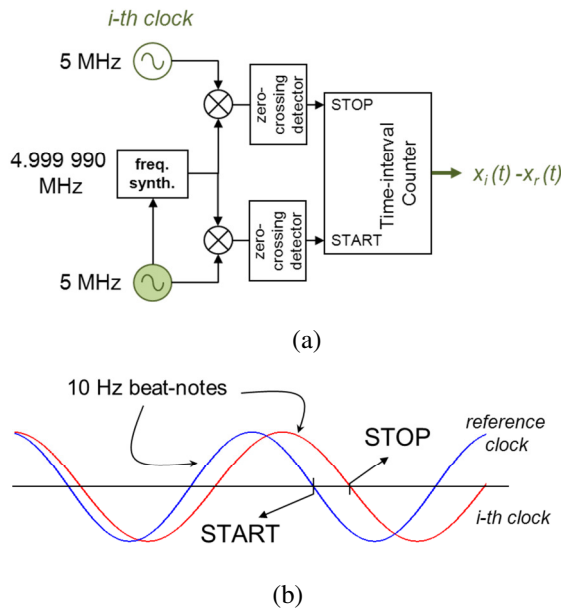 i-th clock
5 MHz
zero-
crossing
detector
STOP
4.999 990
MHz
freq.
synth.
Time-interval
Counter
x_i(t) -x_r(t)
zero-
crossing
detector
START
5 MHz
(a)
10 Hz beat-notes
reference
clock
STOP
START
i-th clock
(b)